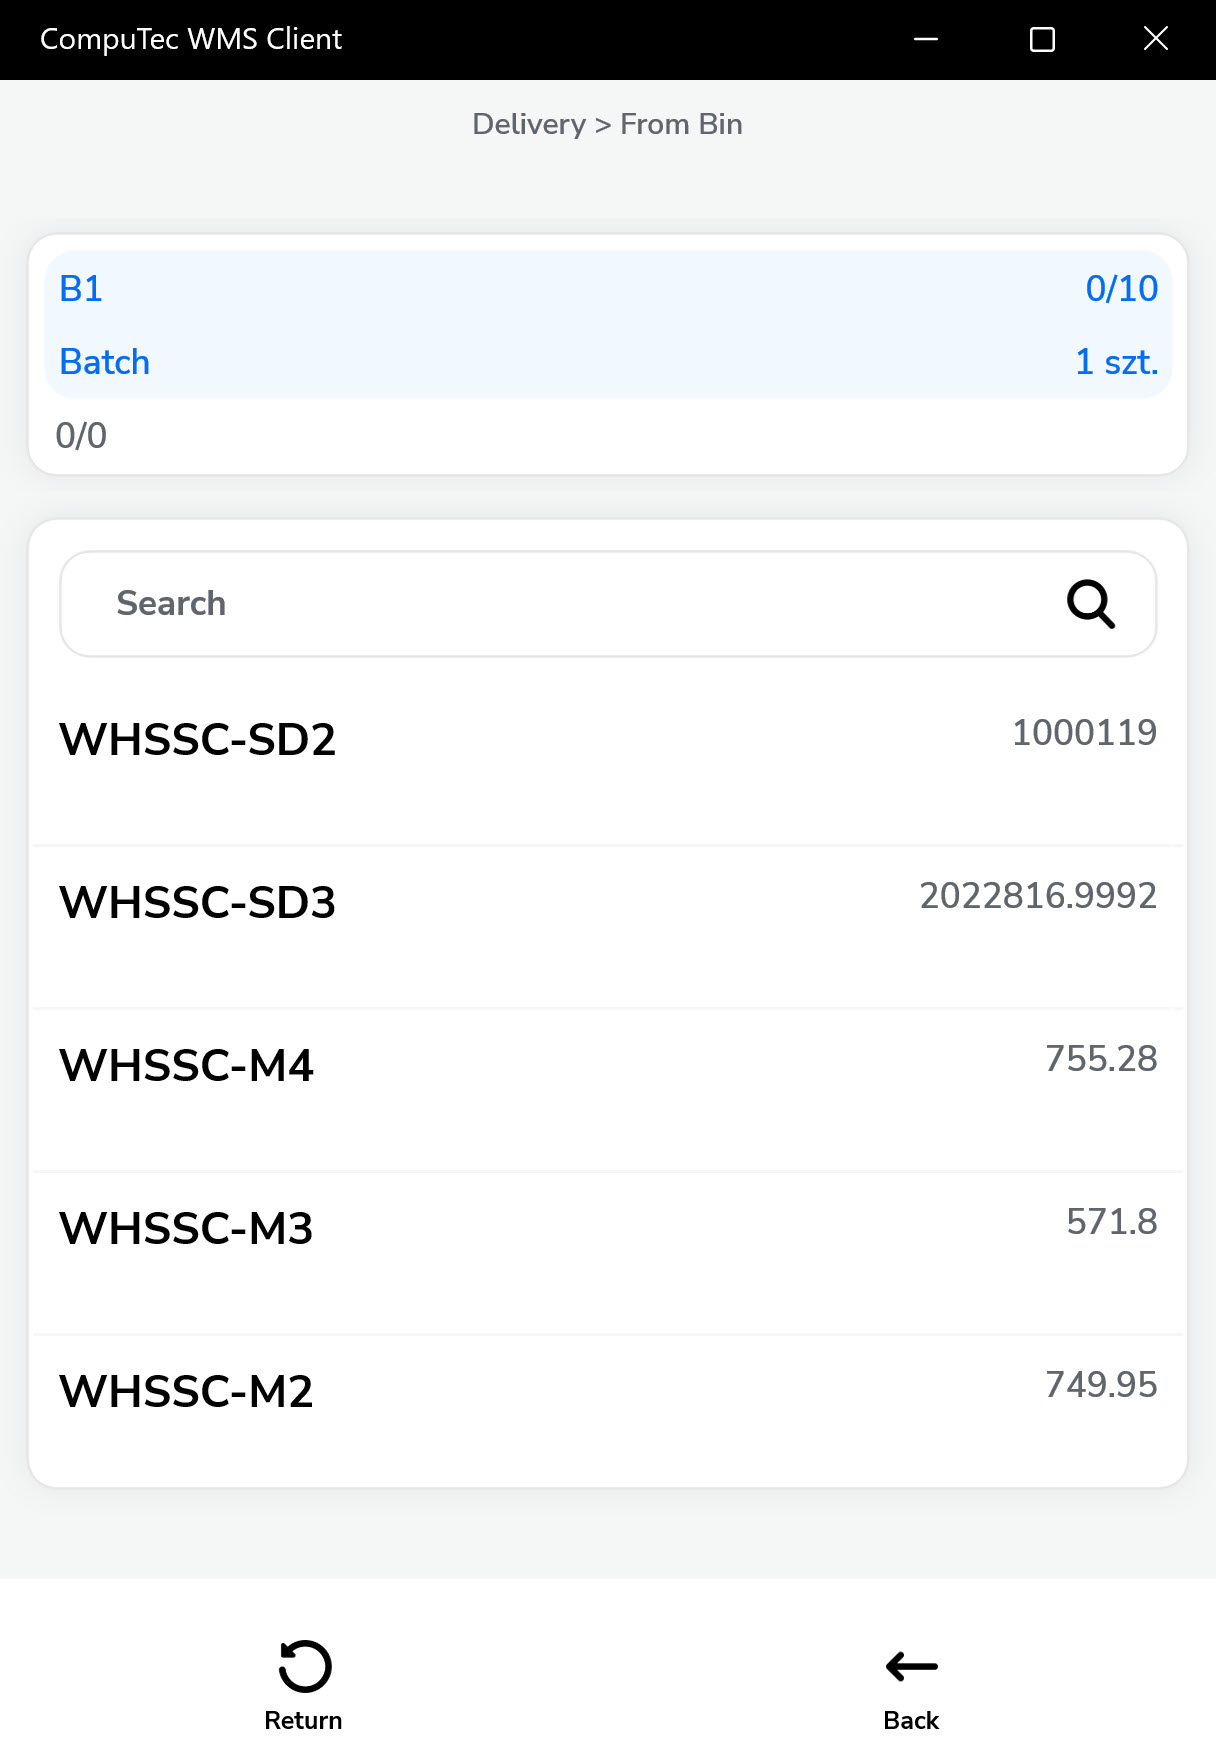 CompuTec WMS Client
Delivery > From Bin
B1 0/10
Batch 1 szt.
0/0
Search
WHSSC-SD2 1000119
WHSSC-SD3 2022816.9992
WHSSC-M4 755.28
WHSSC-M3 571.8
WHSSC-M2 749.95
Return Back